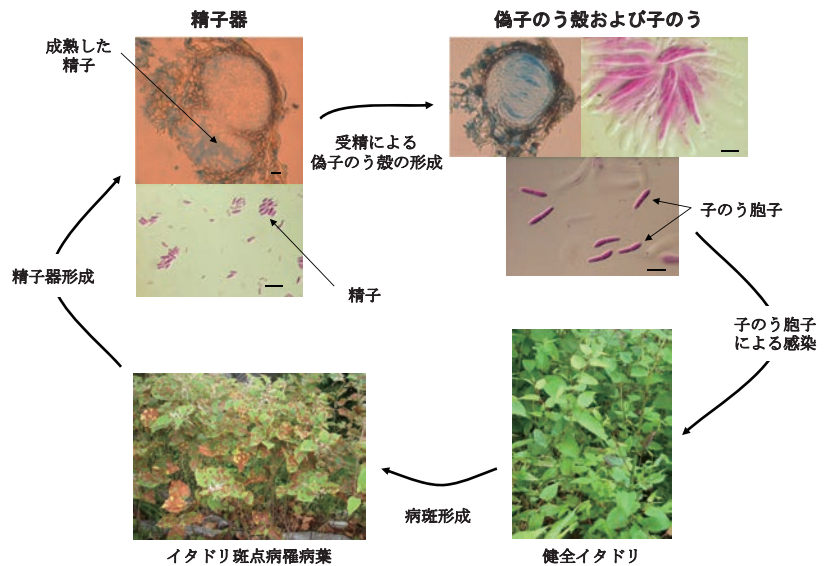 精子器
偽子のう殻および子のう
成熟した
精子
受精による
偽子のう殻の形成
子のう胞子
精子
精子器形成
子のう胞子
による感染
病斑形成
イタドリ斑点病罹病葉
健全イタドリ